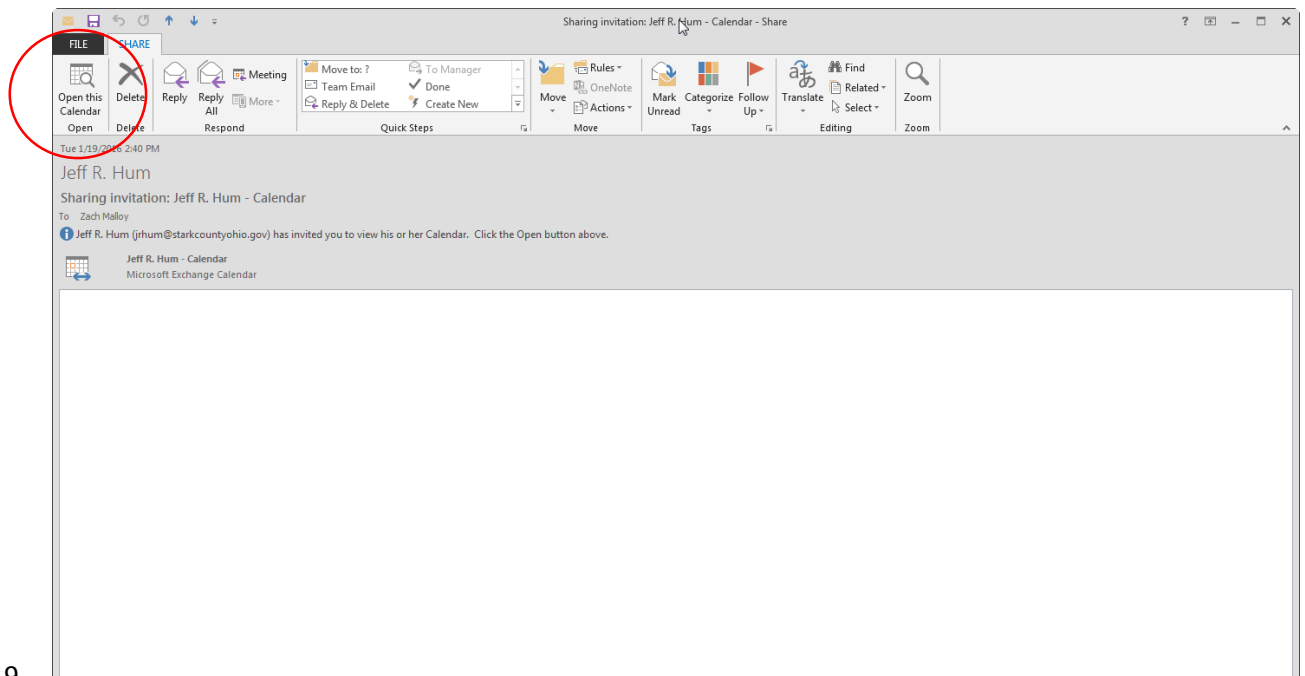 Sharing invitation: Jeff R. Hum - Calendar - Share
?
FILE SHARE
Open this Calendar
Delete
Reply
Reply All
Meeting
More
Move to: ?
To Manager
Team Email
Done
Reply & Delete
Create New
Move
Rules
OneNote
Actions
Mark Unread
Categorize
Follow Up
Translate
Find
Related
Select
Zoom
Open Delete Respond Quick Steps Move Tags Editing Zoom
Tue 1/19/2016 2:40 PM
Jeff R. Hum
Sharing invitation: Jeff R. Hum - Calendar
To Zach Malloy
Jeff R. Hum (jrhum@starkcountyohio.gov) has invited you to view his or her Calendar. Click the Open button above.
Jeff R. Hum - Calendar
Microsoft Exchange Calendar